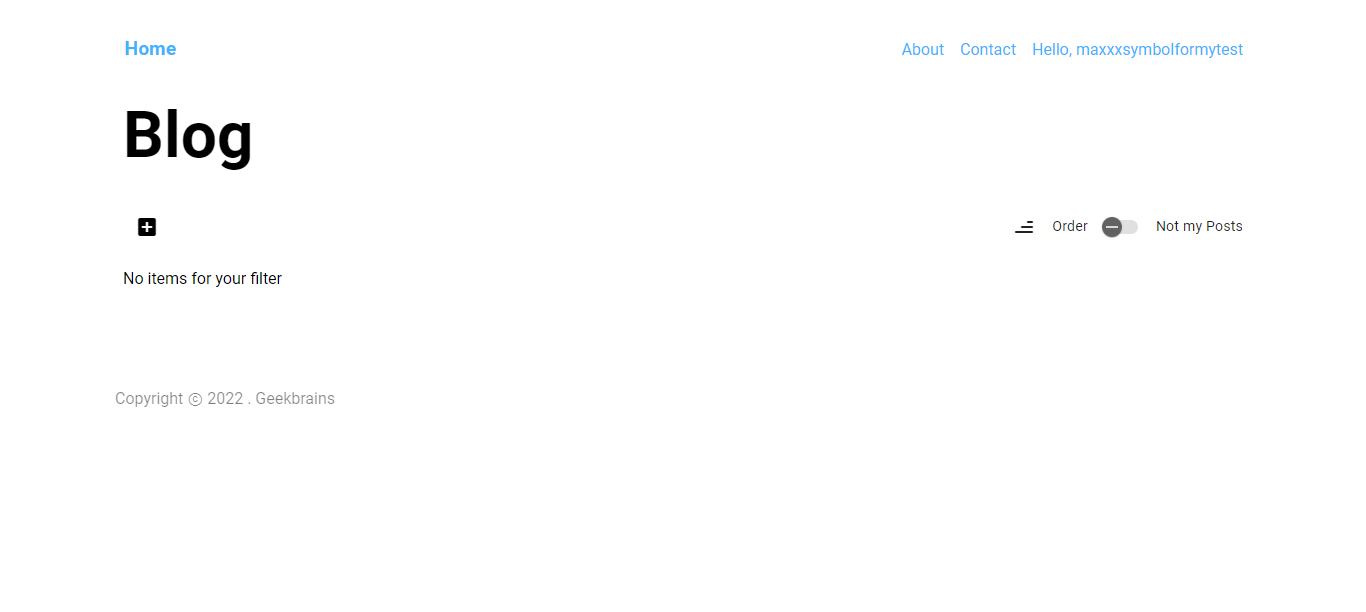 Home About Contact Hello, maxxxsymbolformytest
Blog
Order Not my Posts
No items for your filter
Copyright © 2022 . Geekbrains